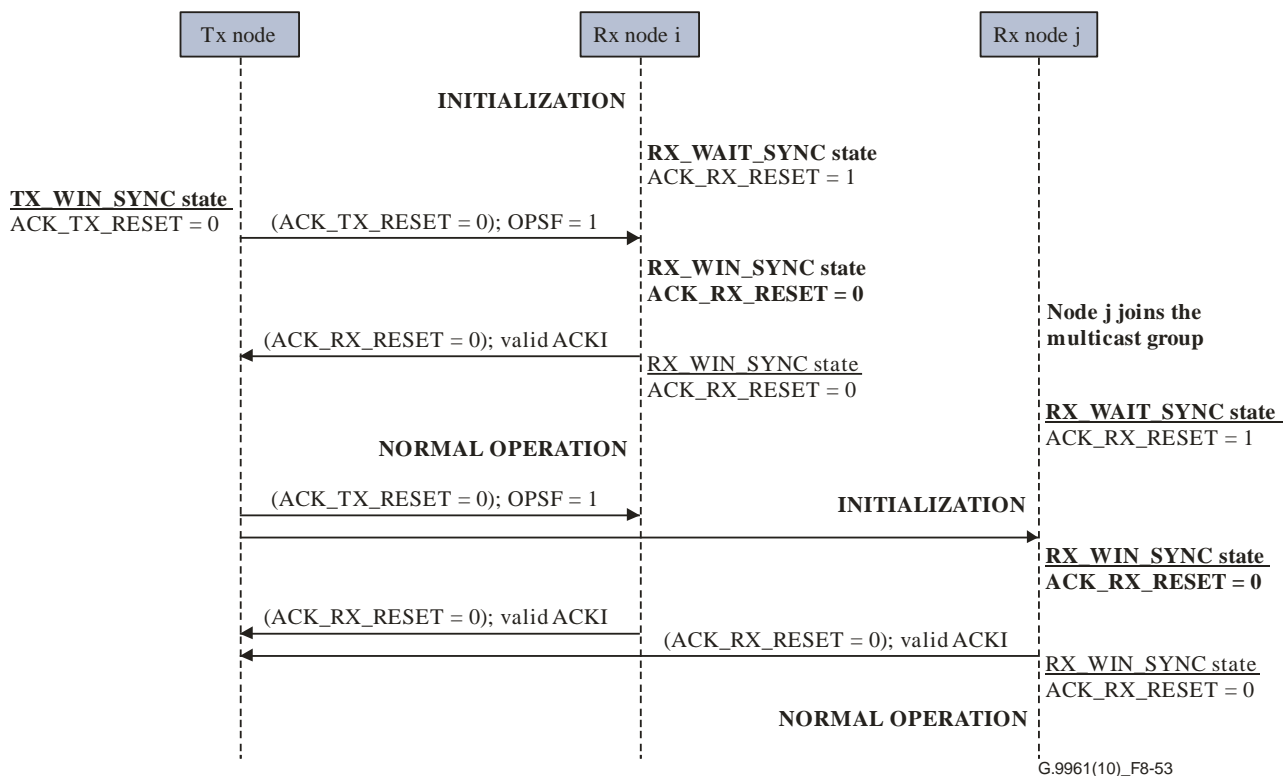 Tx node
Rx node i
Rx node j
INITIALIZATION
RX_WAIT_SYNC state
ACK_RX_RESET = 1
TX_WIN_SYNC state
ACK_TX_RESET = 0
(ACK_TX_RESET = 0); OPSF = 1
RX_WIN_SYNC state
ACK_RX_RESET = 0
Node j joins the
multicast group
(ACK_RX_RESET = 0); valid ACKI
RX_WIN_SYNC state
ACK_RX_RESET = 0
RX_WAIT_SYNC state
ACK_RX_RESET = 1
NORMAL OPERATION
(ACK_TX_RESET = 0); OPSF = 1
INITIALIZATION
RX_WIN_SYNC state
ACK_RX_RESET = 0
(ACK_RX_RESET = 0); valid ACKI
(ACK_RX_RESET = 0); valid ACKI
RX_WIN_SYNC state
ACK_RX_RESET = 0
NORMAL OPERATION
G.9961(10)_F8-53